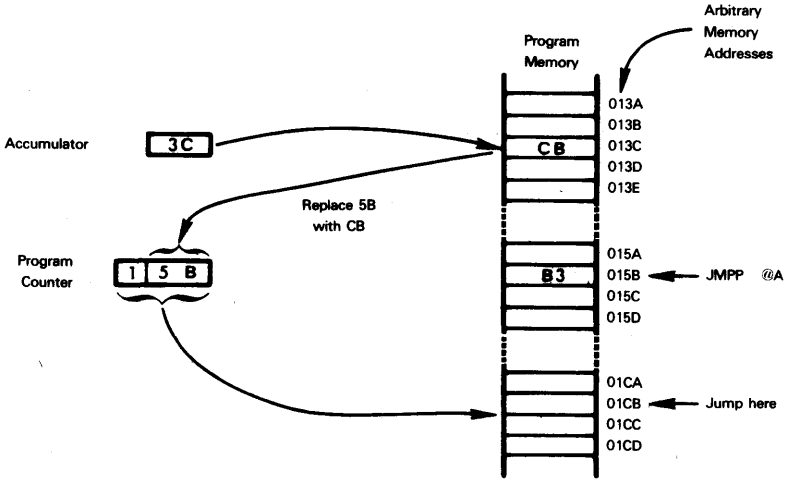 Arbitrary
Memory
Addresses
Program
Memory
013A
013B
Accumulator
3C
CB
013C
013D
013E
Replace 5B
with CB
Program
Counter
1 5 B
015A
B3
015B
JMPP @A
015C
015D
01CA
01CB
Jump here
01CC
01CD